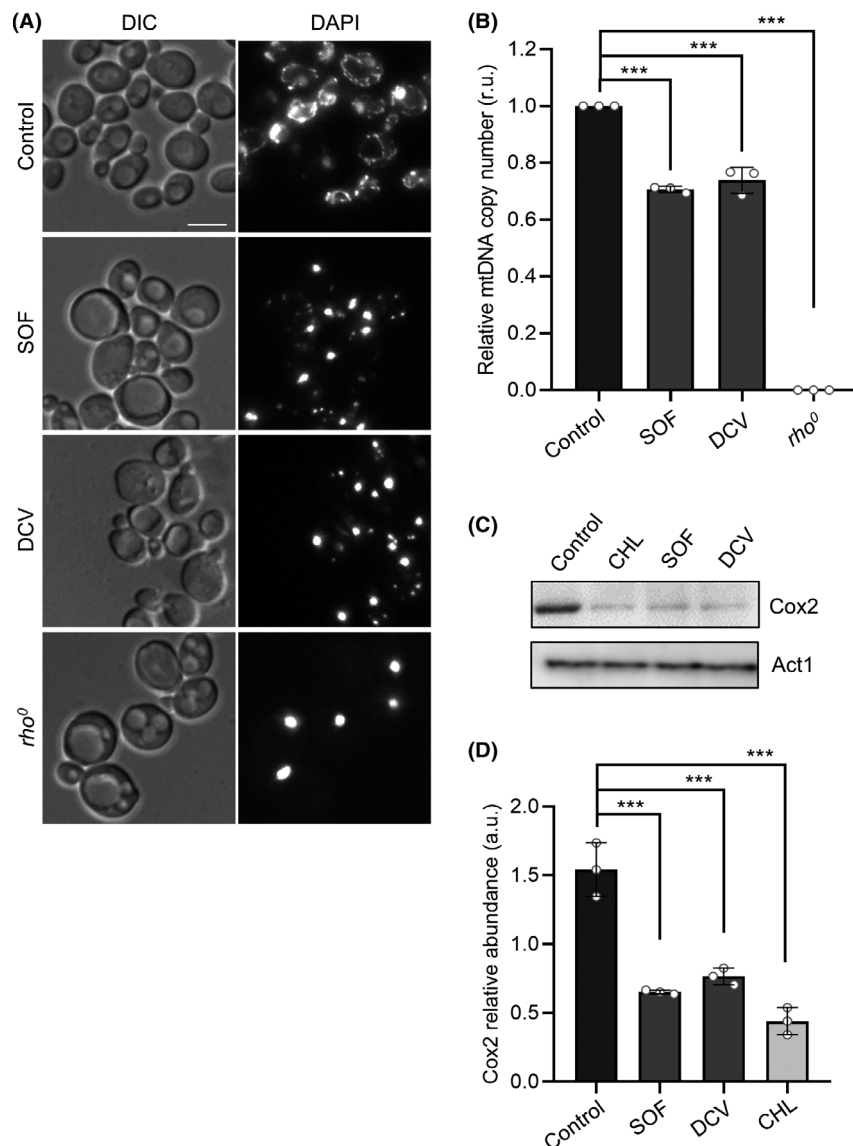 (A)
DIC DAPI
Control
SOF
DCV
rho⁰
(B)
***
***
***
Relative mtDNA copy number (r.u.)
1.2
1.0
0.8
0.6
0.4
0.2
0.0
Control SOF DCV rho⁰
(C)
Control CHL SOF DCV
Cox2
Act1
(D)
***
***
***
Cox2 relative abundance (a.u.)
2.0
1.5
1.0
0.5
0.0
Control SOF DCV CHL